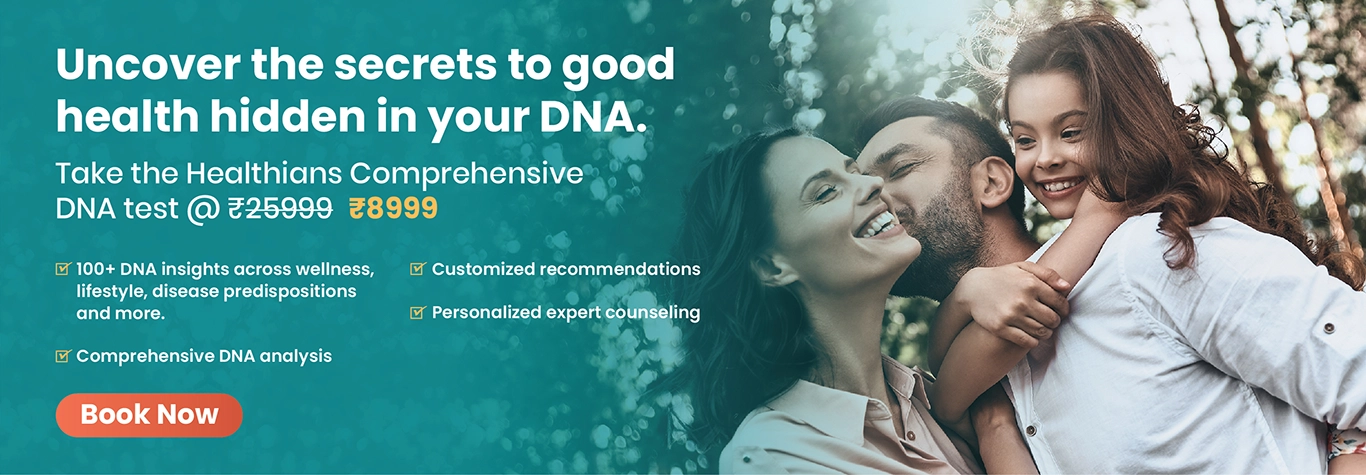 Uncover the secrets to good
health hidden in your DNA.
Take the Healthians Comprehensive
DNA test @ ₹25999 ₹8999
100+ DNA insights across wellness,
lifestyle, disease predispositions
and more.
Comprehensive DNA analysis
Customized recommendations
Personalized expert counseling
Book Now